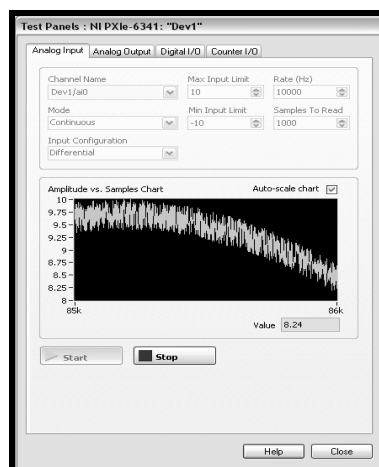 Test Panels : NI PXIe-6341: "Dev1"
Analog Input Analog Output Digital I/O Counter I/O
Channel Name Max Input Limit Rate (Hz)
Dev1/ai0 10 10000
Mode Min Input Limit Samples To Read
Continuous -10 1000
Input Configuration
Differential
Amplitude vs. Samples Chart Auto-scale chart
10
9.75
9.5
9.25
9
8.75
8.5
8.25
8
85k 86k
Value 8.24
Start Stop
Help Close